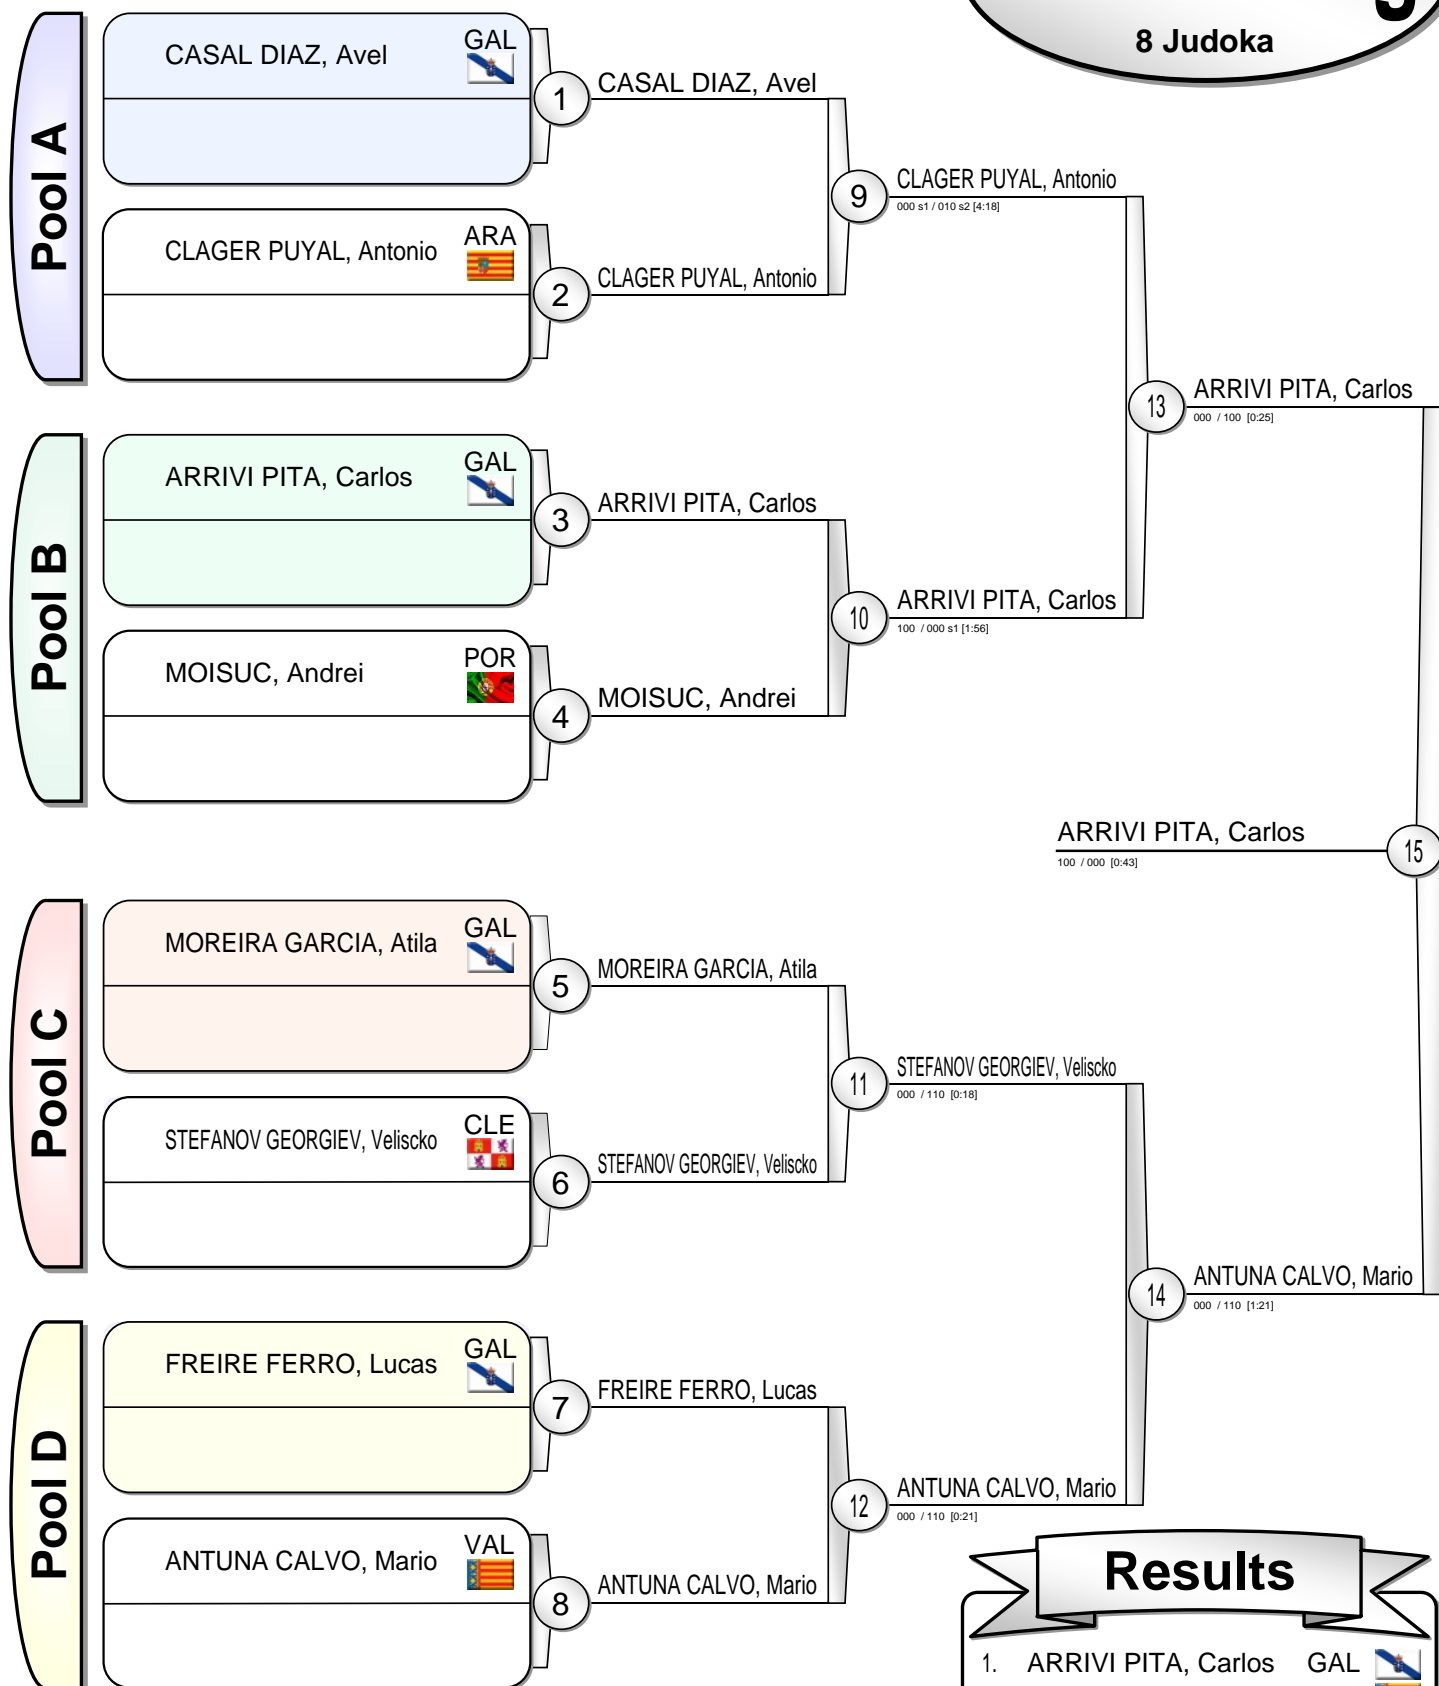 8 Judoka
Pool A
CASAL DIAZ, Avel
GAL
1
CASAL DIAZ, Avel
CLAGER PUYAL, Antonio
ARA
2
CLAGER PUYAL, Antonio
9
CLAGER PUYAL, Antonio
000 s1 / 010 s2 [4:18]
Pool B
ARRIVI PITA, Carlos
GAL
3
ARRIVI PITA, Carlos
MOISUC, Andrei
POR
4
MOISUC, Andrei
10
ARRIVI PITA, Carlos
100 / 000 s1 [1:56]
13
ARRIVI PITA, Carlos
000 / 100 [0:25]
ARRIVI PITA, Carlos
100 / 000 [0:43]
15
Pool C
MOREIRA GARCIA, Atila
GAL
5
MOREIRA GARCIA, Atila
STEFANOV GEORGIEV, Veliscko
CLE
6
STEFANOV GEORGIEV, Veliscko
11
STEFANOV GEORGIEV, Veliscko
000 / 110 [0:18]
Pool D
FREIRE FERRO, Lucas
GAL
7
FREIRE FERRO, Lucas
ANTUNA CALVO, Mario
VAL
8
ANTUNA CALVO, Mario
12
ANTUNA CALVO, Mario
000 / 110 [0:21]
14
ANTUNA CALVO, Mario
000 / 110 [1:21]
Results
1. ARRIVI PITA, Carlos GAL